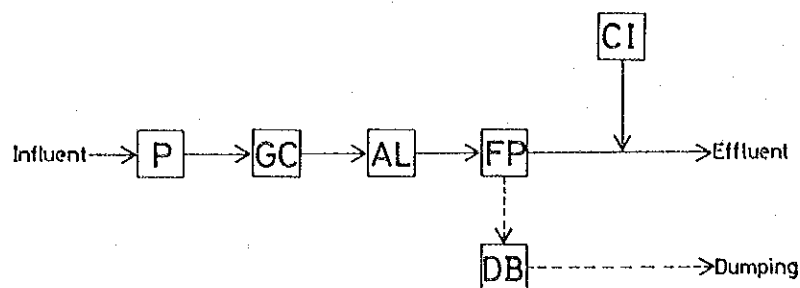 CI
Influent
P
GC
AL
FP
Effluent
DB
Dumping